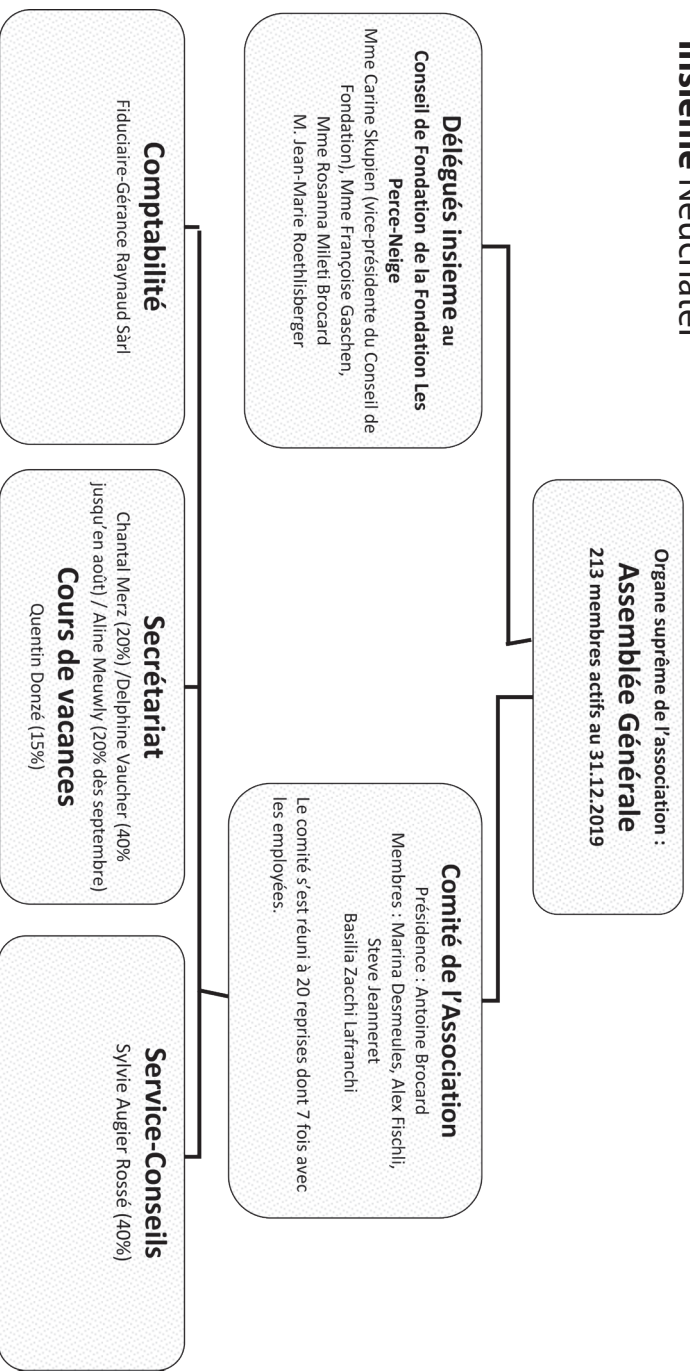 insieme Neuchâtel
Organe suprême de l'association :
Assemblée Générale
213 membres actifs au 31.12.2019
Délégués insieme au
Conseil de Fondation de la Fondation Les
Perce-Neige
Mme Carine Skupien (vice-présidente du Conseil de
Fondation), Mme Françoise Gaschen,
Mme Rosanna Mileti Brocard
M. Jean-Marie Roethlisberger
Comité de l'Association
Présidence : Antoine Brocard
Membres : Marina Desmeules, Alex Fischli,
Steve Jeanneret
Basilia Zacchi Lafranchi
Le comité s'est réuni à 20 reprises dont 7 fois avec
les employées.
Comptabilité
Fiduciaire-Gérance Raynaud Sàrl
Secrétariat
Chantal Merz (20%) /Delphine Vaucher (40%
jusqu'en août) / Aline Meuwly (20% dès septembre)
Cours de vacances
Quentin Donzé (15%)
Service-Conseils
Sylvie Augier Rossé (40%)